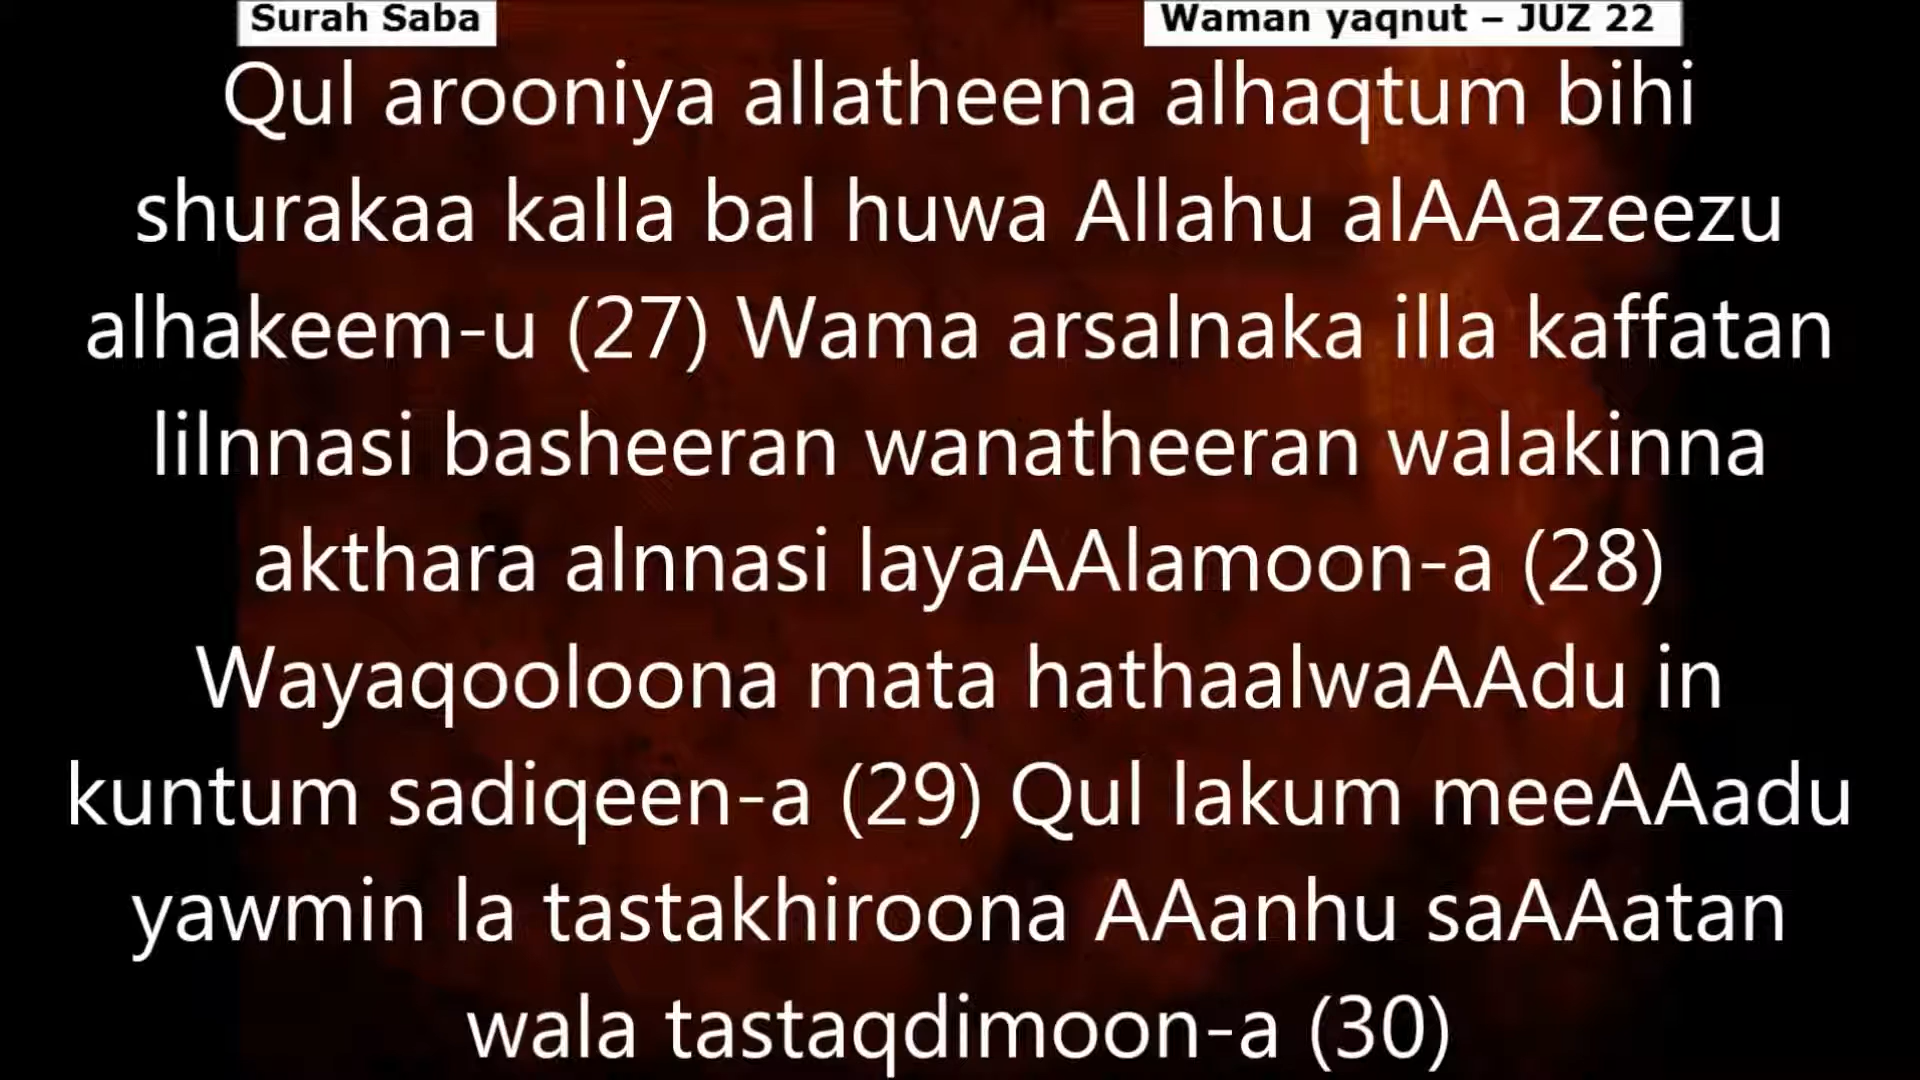 Surah Saba
Waman yaqnut – JUZ 22
Qul arooniya allatheena alhaqtum bihi
shurakaa kalla bal huwa Allahu alAAazeezu
alhakeem-u (27) Wama arsalnaka illa kaffatan
lilnnasi basheeran wanatheeran walakinna
akthara alnnasi layaAAlamoon-a (28)
Wayaqooloona mata hathaalwaAAdu in
kuntum sadiqeen-a (29) Qul lakum meeAAadu
yawmin la tastakhiroona AAanhu saAAatan
wala tastaqdimoon-a (30)